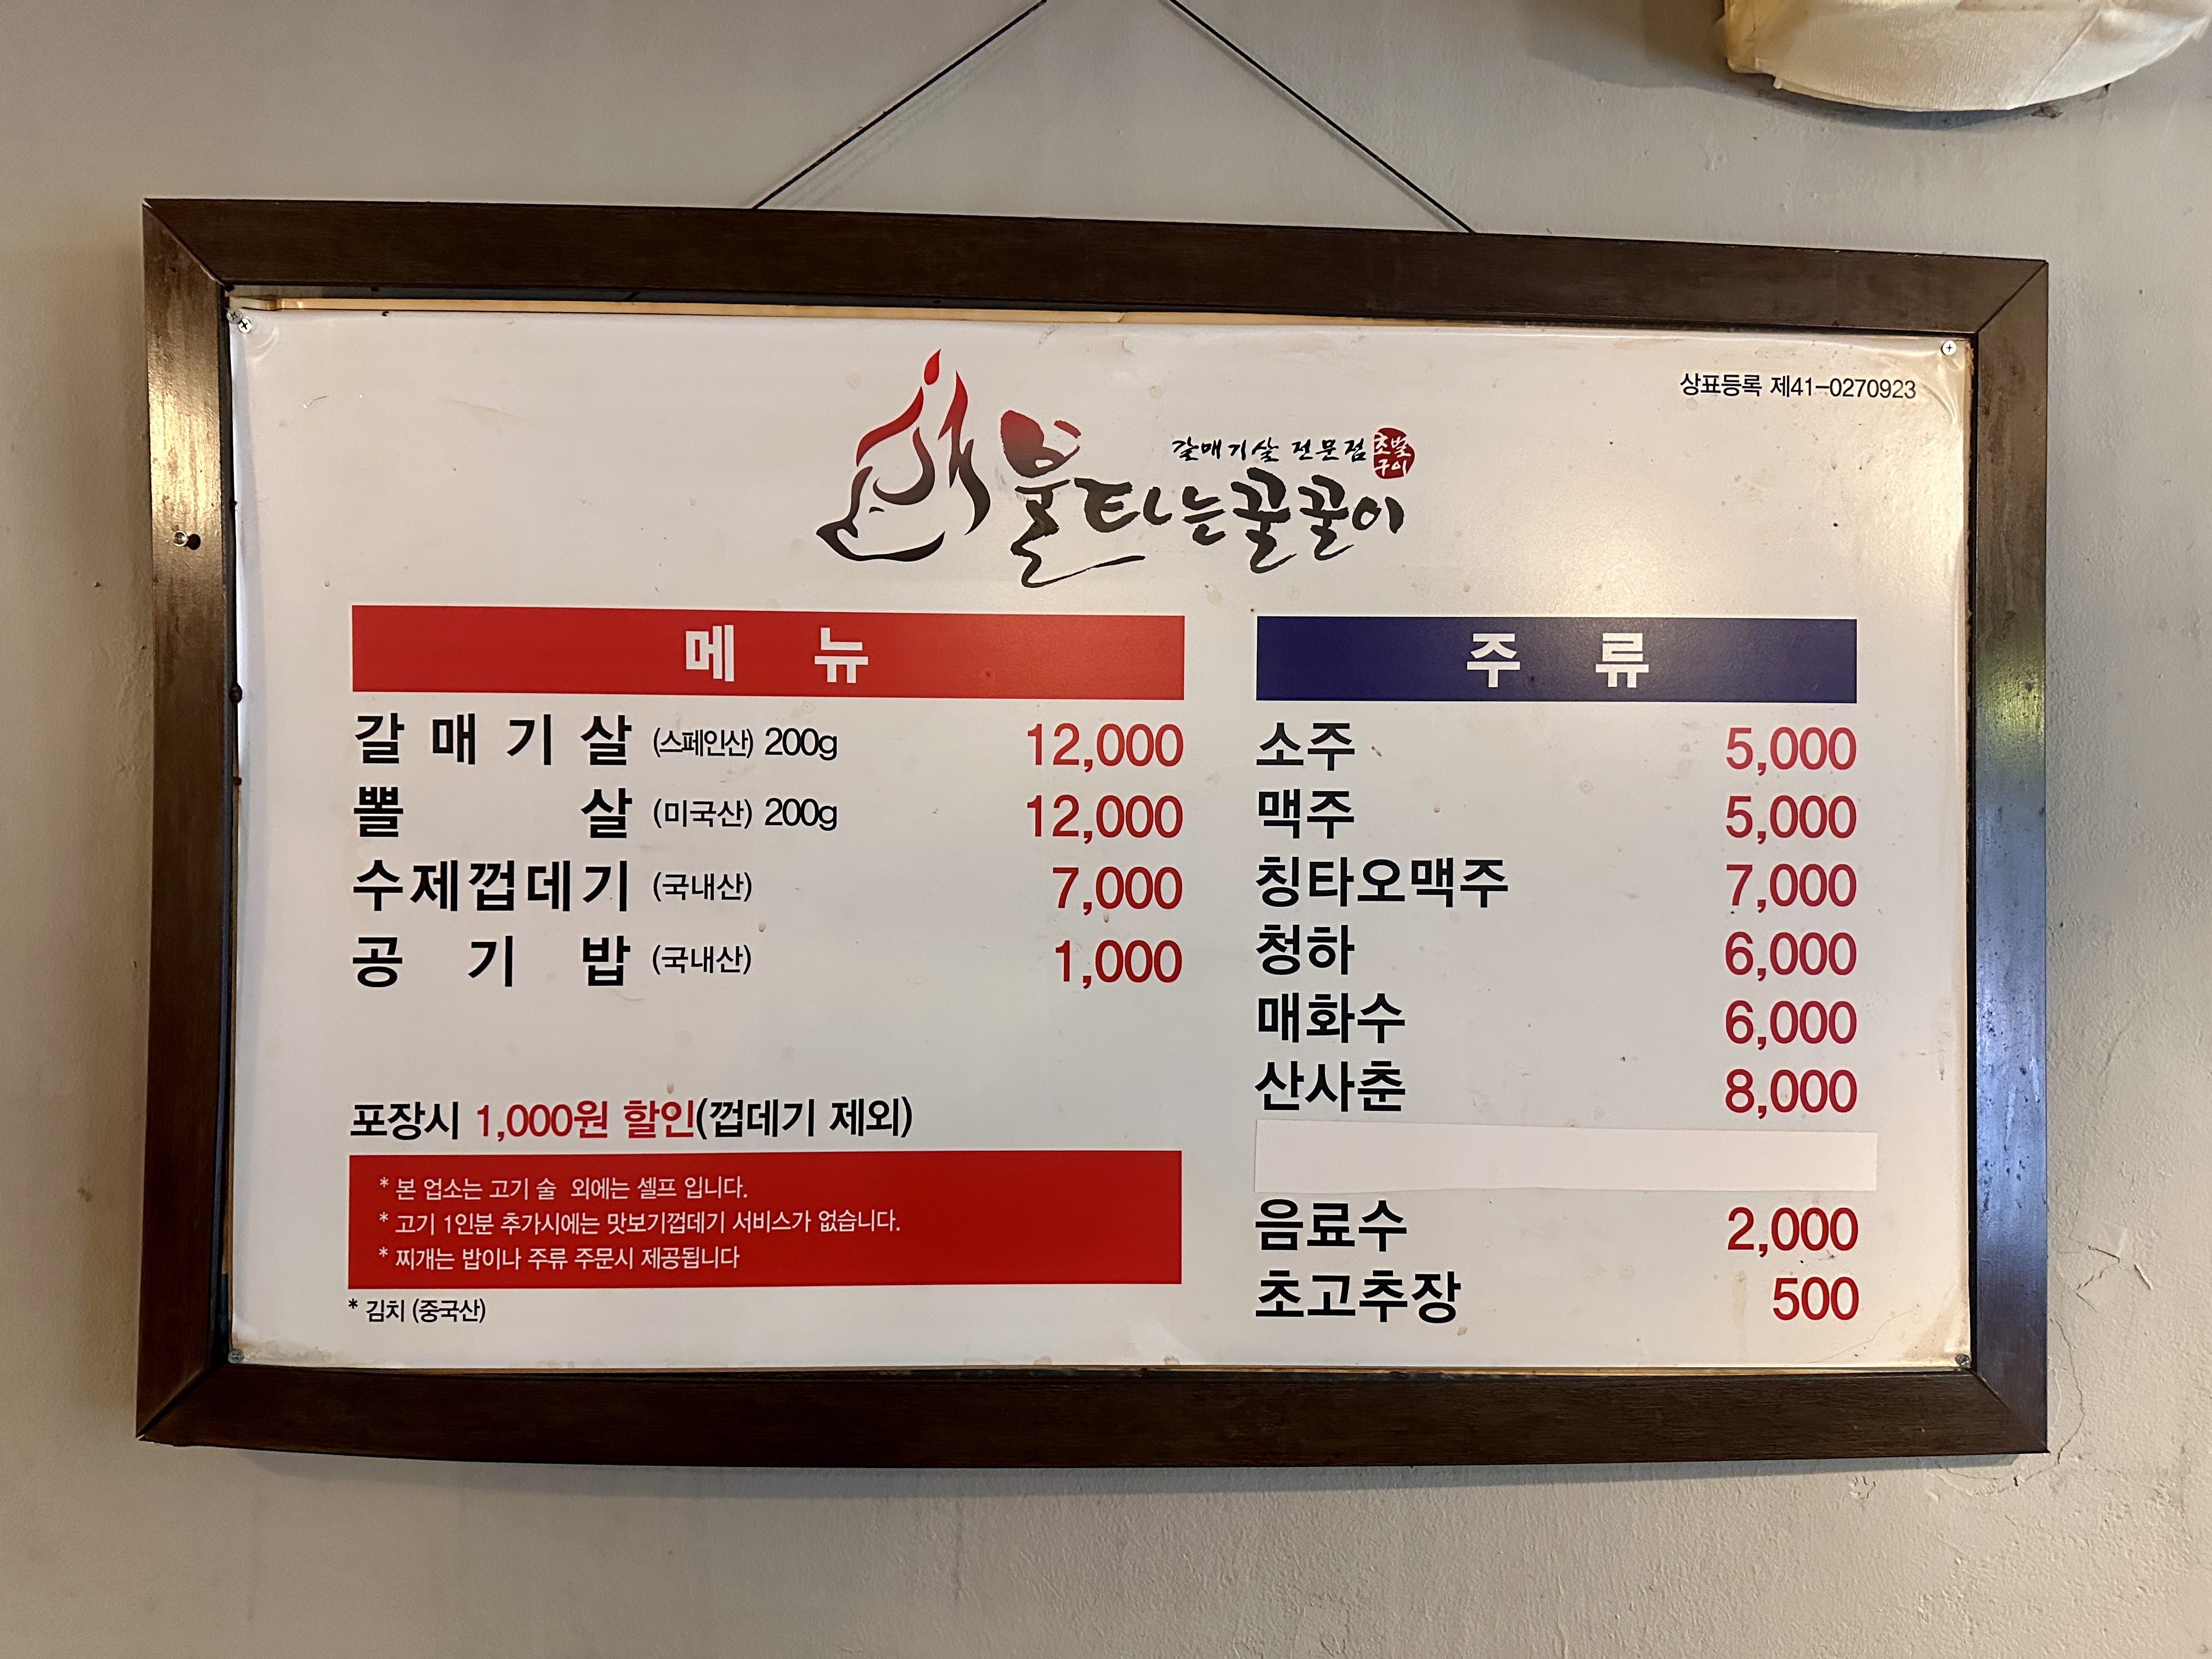 상표등록 제41-0270923
갈매기살 전문점 초벌구이
불타는꿀꿀이
메 뉴
갈매기살 (스페인산) 200g 12,000
뽈살 (미국산) 200g 12,000
수제껍데기 (국내산) 7,000
공기밥 (국내산) 1,000
포장시 1,000원 할인(껍데기 제외)
* 본 업소는 고기 술 외에는 셀프 입니다.
* 고기 1인분 추가시에는 맛보기껍데기 서비스가 없습니다.
* 찌개는 밥이나 주류 주문시 제공됩니다
* 김치 (중국산)
주 류
소주 5,000
맥주 5,000
칭타오맥주 7,000
청하 6,000
매화수 6,000
산사춘 8,000
음료수 2,000
초고추장 500